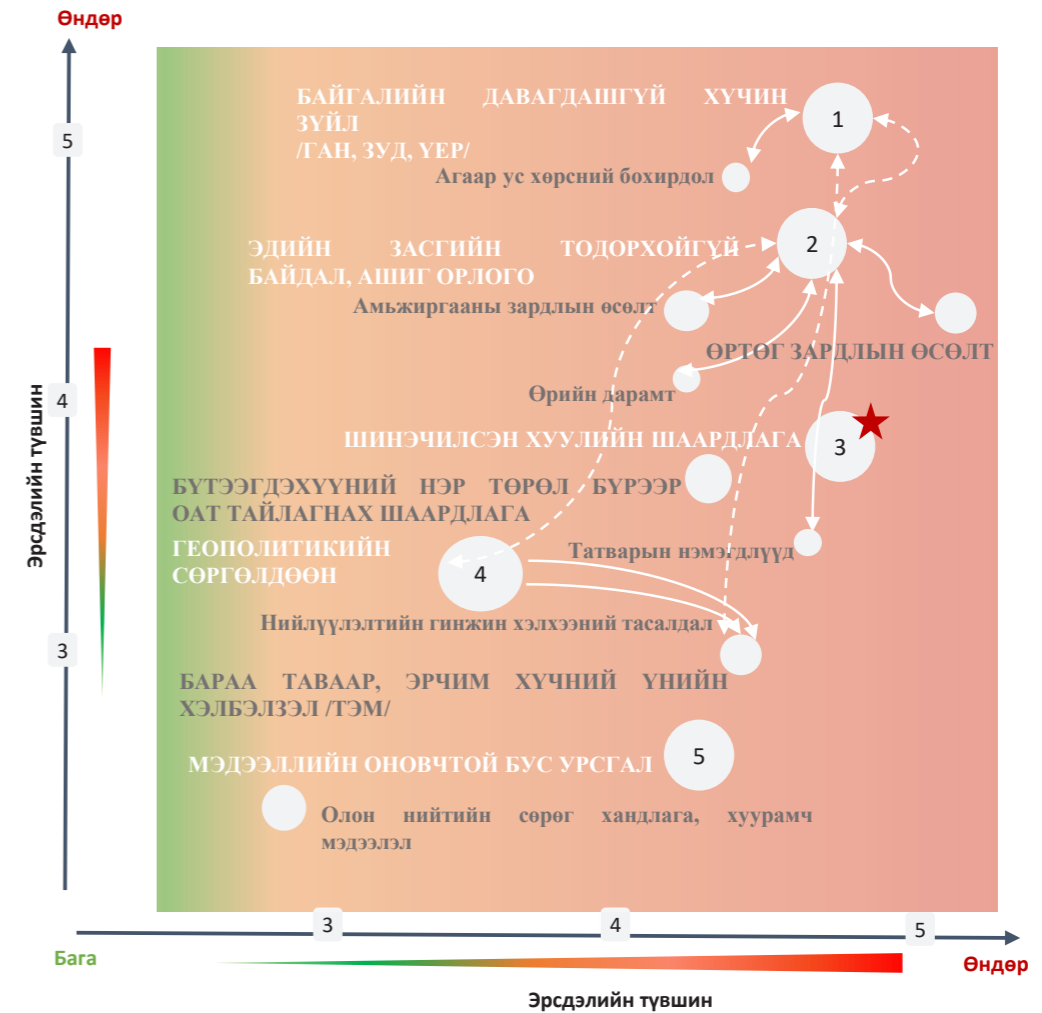 Өндөр
БАЙГАЛИЙН ДАВАГДАШГҮЙ ХҮЧИН
ЗҮЙЛ
/ГАН, ЗУД, ҮЕР/
1
5
Агаар ус хөрсний бохирдол
ЭДИЙН ЗАСГИЙН ТОДОРХОЙГҮЙ
БАЙДАЛ, АШИГ ОРЛОГО
2
Амьжиргааны зардлын өсөлт
ӨРТӨГ ЗАРДЛЫН ӨСӨЛТ
Өрийн дарамт
4
Эрсдэлийн түвшин
ШИНЭЧИЛСЭН ХУУЛИЙН ШААРДЛАГА
3
БҮТЭЭГДЭХҮҮНИЙ НЭР ТӨРӨЛ БҮРЭЭР
ОАТ ТАЙЛАГНАХ ШААРДЛАГА
Татварын нэмэгдлүүд
ГЕОПОЛИТИКИЙН
СӨРГӨЛДӨӨН
4
Нийлүүлэлтийн гинжин хэлхээний тасалдал
3
БАРАА ТАВААР, ЭРЧИМ ХҮЧНИЙ ҮНИЙН
ХЭЛБЭЛЗЭЛ /ТЭМ/
МЭДЭЭЛЛИЙН ОНОВЧТОЙ БУС УРСГАЛ
5
Олон нийтийн сөрөг хандлага, хуурамч
мэдээлэл
3
4
5
Бага
Өндөр
Эрсдэлийн түвшин